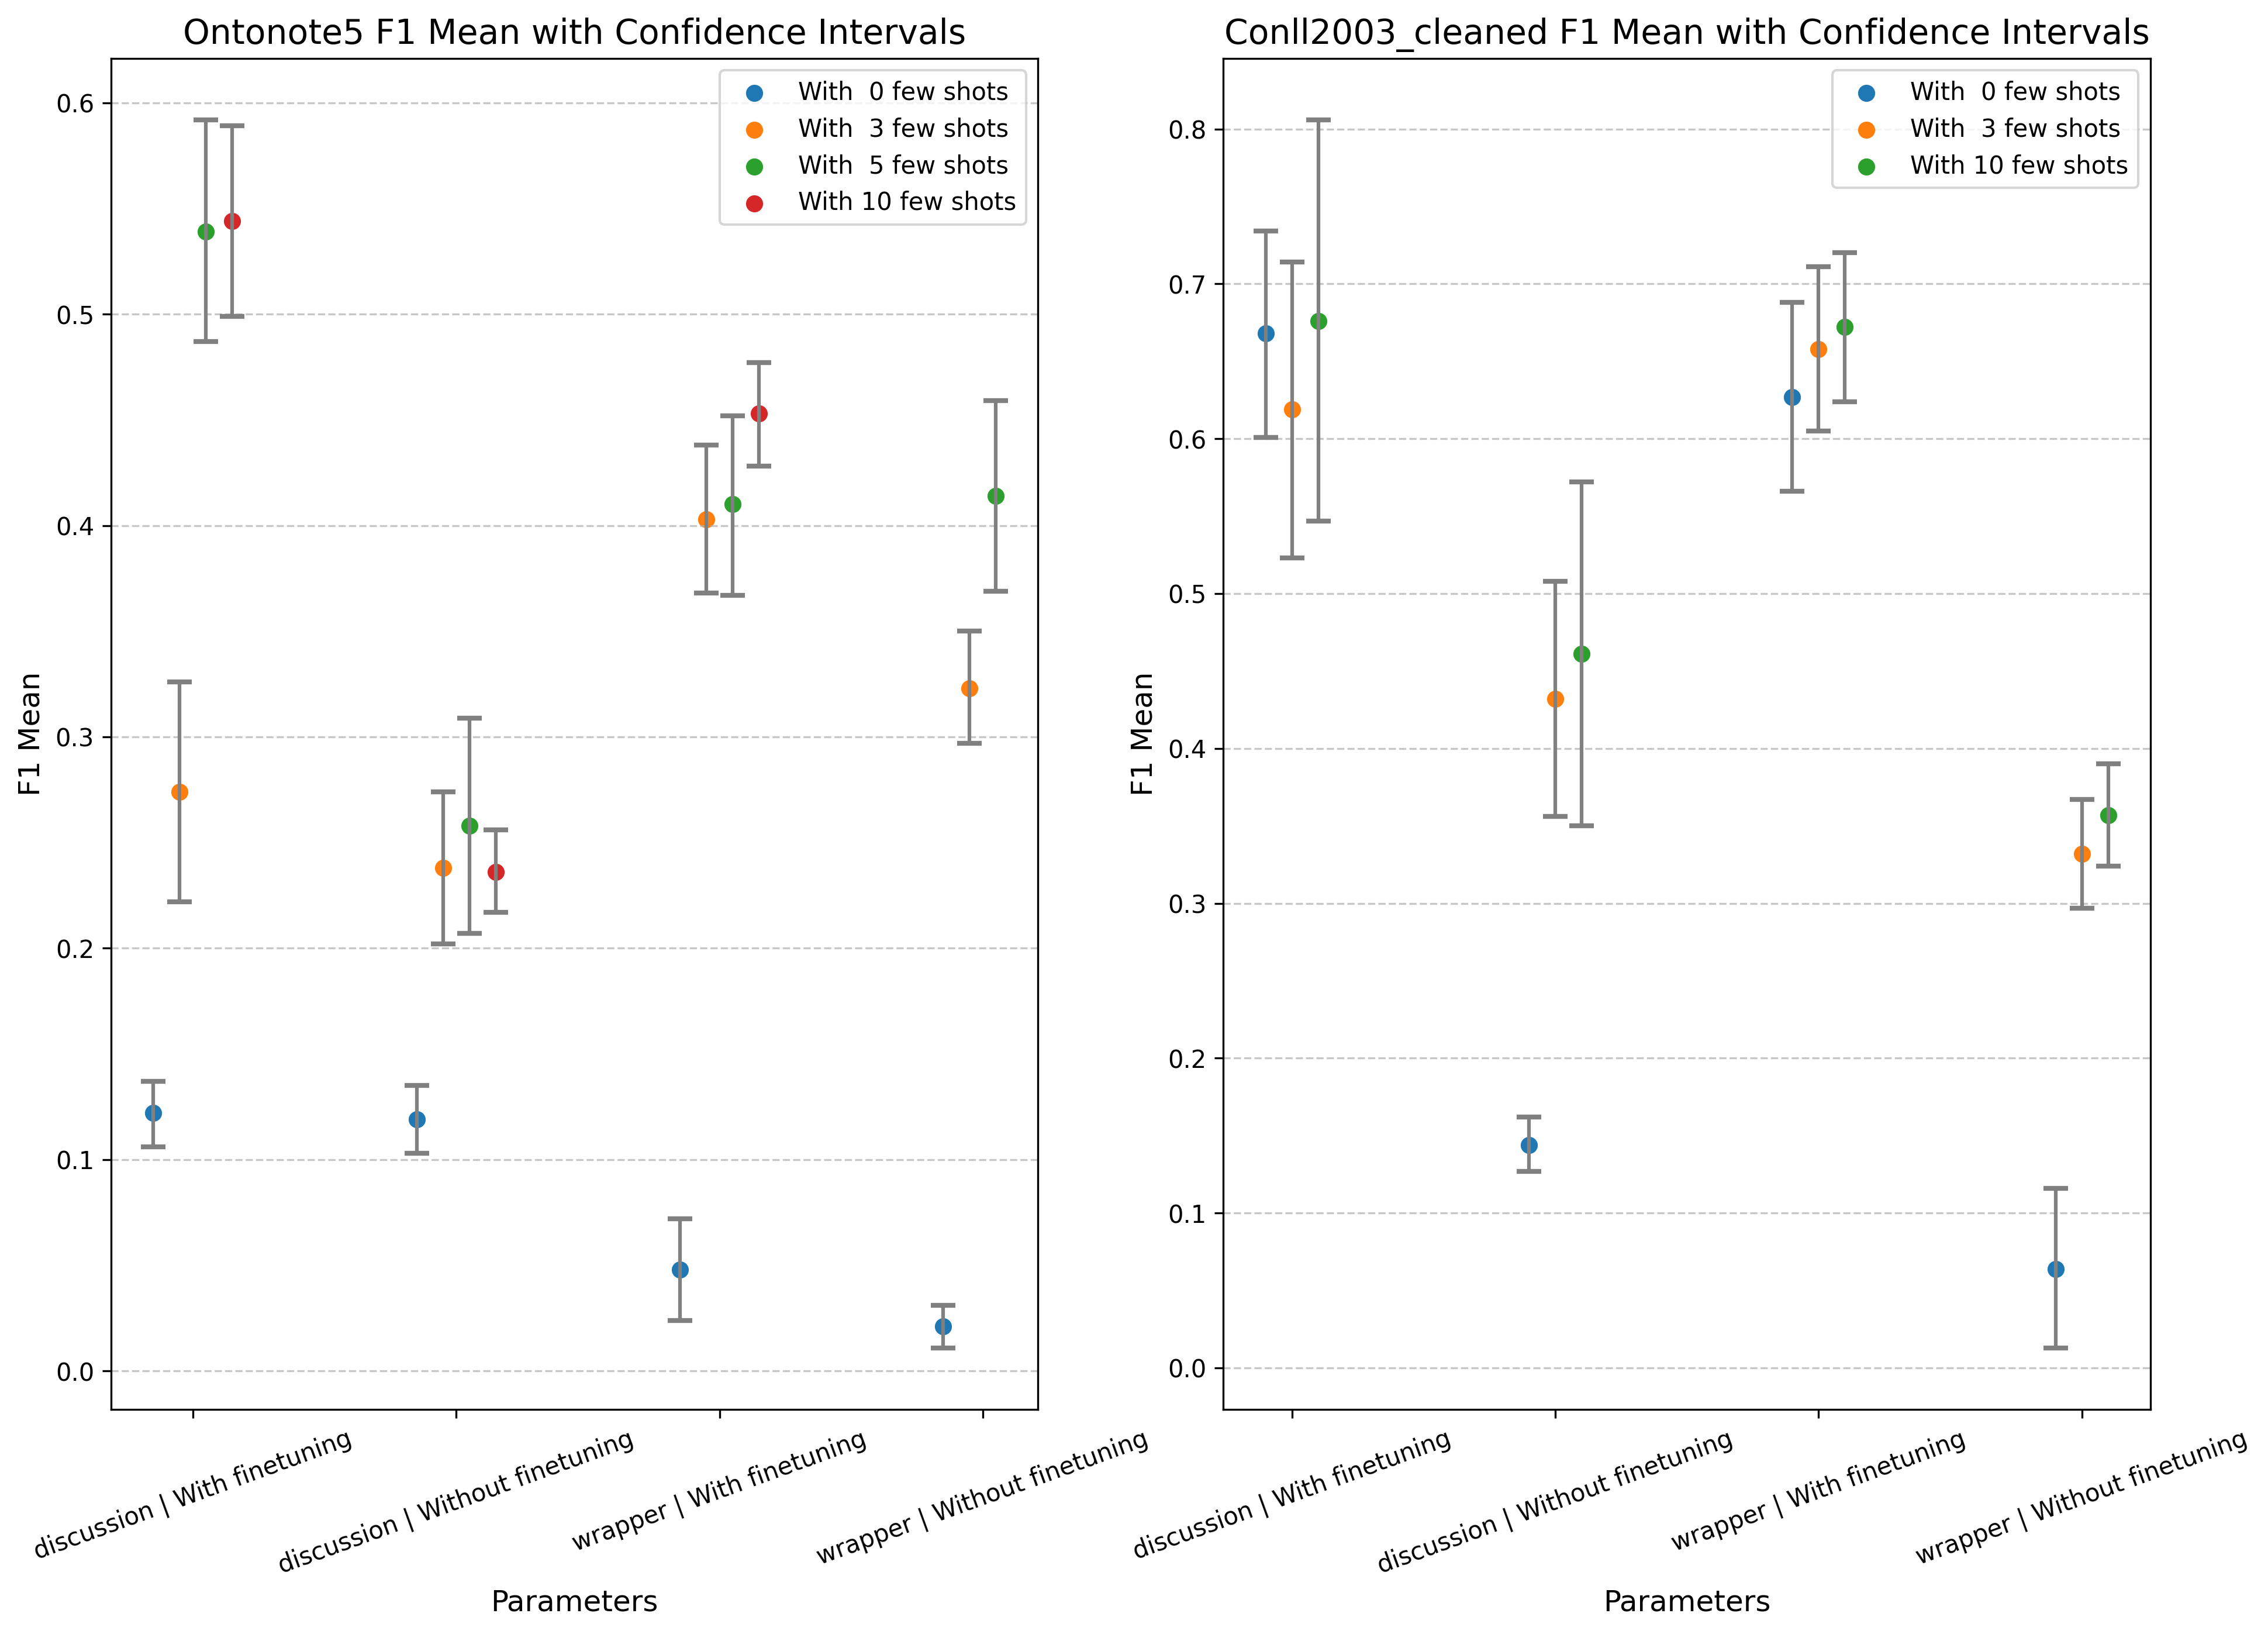 Ontonote5 F1 Mean with Confidence Intervals
With 0 few shots
With 3 few shots
With 5 few shots
With 10 few shots
0.6
0.5
0.4
0.3
0.2
0.1
0.0
F1 Mean
discussion | With finetuning
discussion | Without finetuning
wrapper | With finetuning
wrapper | Without finetuning
Parameters
Conll2003_cleaned F1 Mean with Confidence Intervals
With 0 few shots
With 3 few shots
With 10 few shots
0.8
0.7
0.6
0.5
0.4
0.3
0.2
0.1
0.0
F1 Mean
discussion | With finetuning
discussion | Without finetuning
wrapper | With finetuning
wrapper | Without finetuning
Parameters